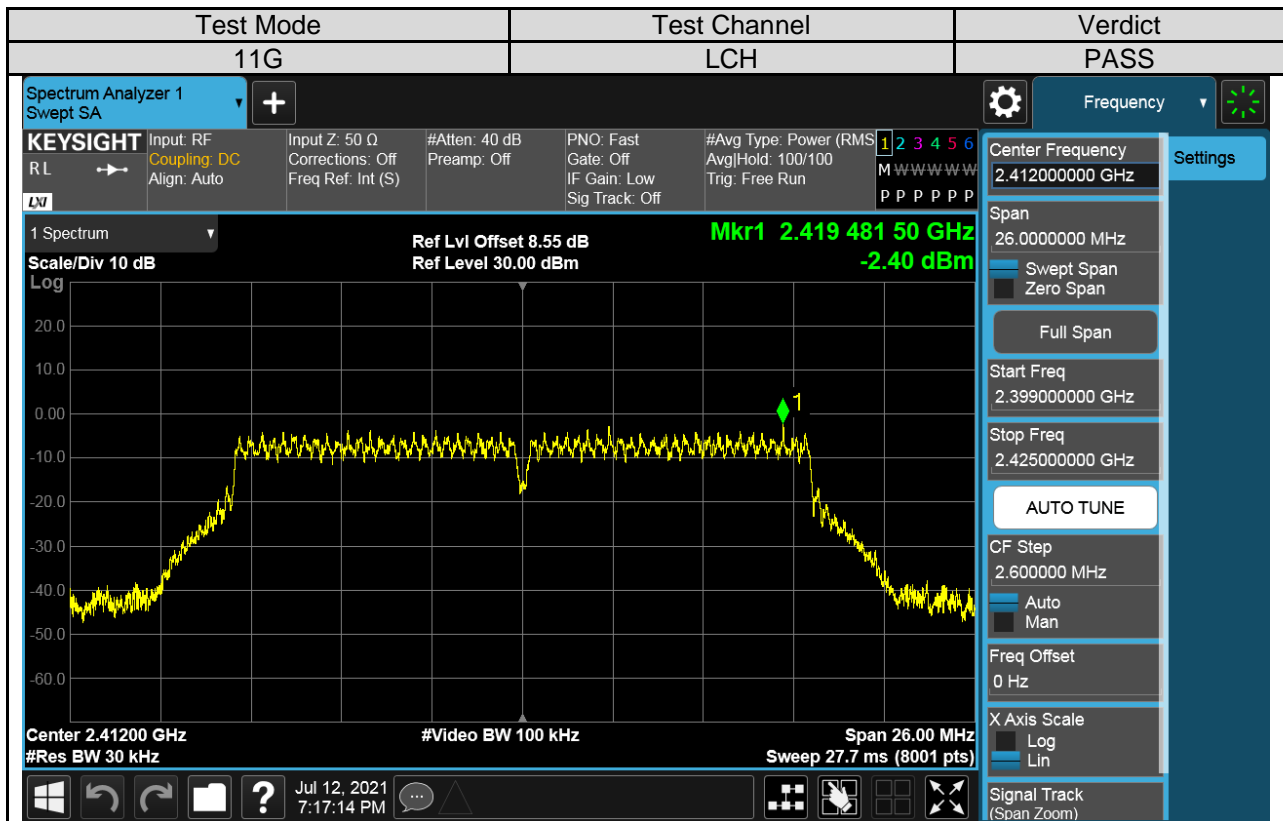 Test Mode Test Channel Verdict
11G LCH PASS
Spectrum Analyzer 1
Swept SA
Frequency
KEYSIGHT
R L
LXI
Input: RF
Coupling: DC
Align: Auto
Input Z: 50 Ω
Corrections: Off
Freq Ref: Int (S)
#Atten: 40 dB
Preamp: Off
PNO: Fast
Gate: Off
IF Gain: Low
Sig Track: Off
#Avg Type: Power (RMS
Avg|Hold: 100/100
Trig: Free Run
1 2 3 4 5 6
M W W W W W
P P P P P P
1 Spectrum
Scale/Div 10 dB
Log
Ref Lvl Offset 8.55 dB
Ref Level 30.00 dBm
Mkr1 2.419 481 50 GHz
-2.40 dBm
20.0
10.0
0.00
-10.0
-20.0
-30.0
-40.0
-50.0
-60.0
1
Center 2.41200 GHz
#Res BW 30 kHz
#Video BW 100 kHz
Span 26.00 MHz
Sweep 27.7 ms (8001 pts)
Center Frequency
2.412000000 GHz
Settings
Span
26.0000000 MHz
Swept Span
Zero Span
Full Span
Start Freq
2.399000000 GHz
Stop Freq
2.425000000 GHz
AUTO TUNE
CF Step
2.600000 MHz
Auto
Man
Freq Offset
0 Hz
X Axis Scale
Log
Lin
Signal Track
(Span Zoom)
?
Jul 12, 2021
7:17:14 PM